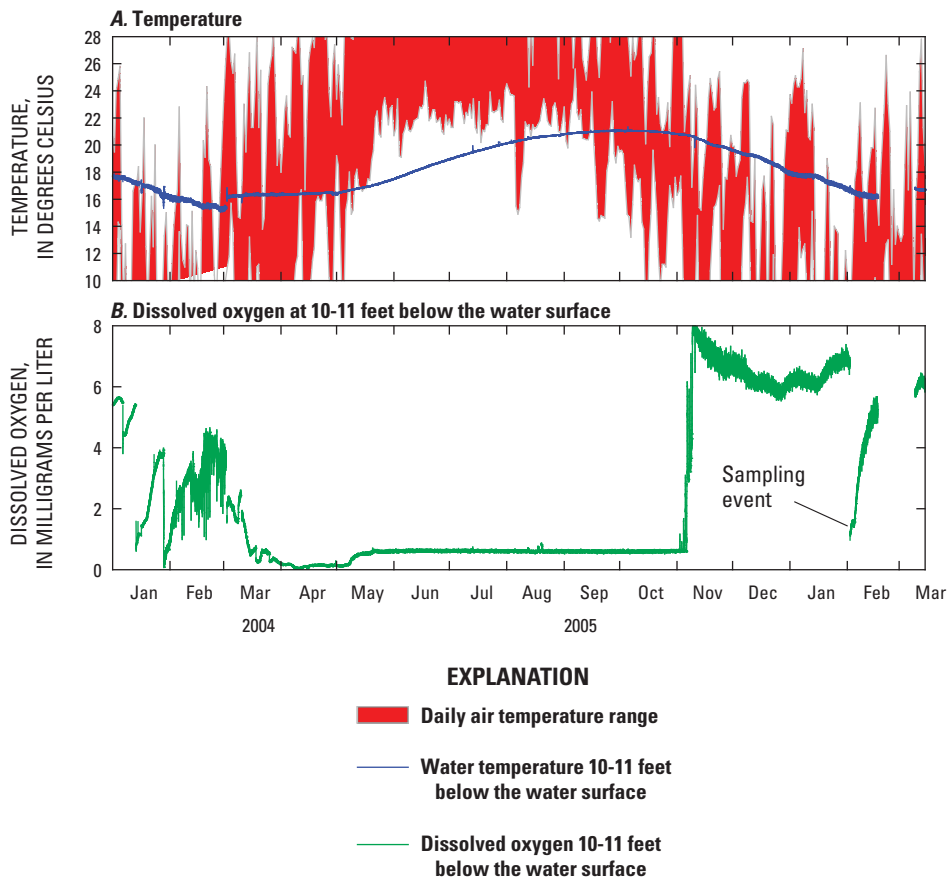 A. Temperature
TEMPERATURE,
IN DEGREES CELSIUS
28
26
24
22
20
18
16
14
12
10
B. Dissolved oxygen at 10-11 feet below the water surface
DISSOLVED OXYGEN,
IN MILLIGRAMS PER LITER
8
6
4
2
0
Sampling
event
Jan Feb Mar Apr May Jun Jul Aug Sep Oct Nov Dec Jan Feb Mar
2004 2005
EXPLANATION
Daily air temperature range
Water temperature 10-11 feet
below the water surface
Dissolved oxygen 10-11 feet
below the water surface